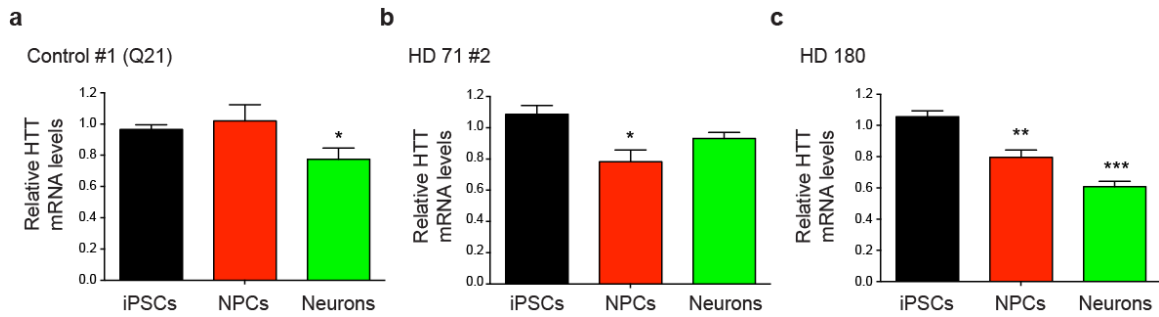 a
Control #1 (Q21)
Relative HTT
mRNA levels
1.2
1.0
0.8
0.6
0.4
0.2
0.0
*
iPSCs NPCs Neurons
b
HD 71 #2
Relative HTT
mRNA levels
1.2
1.0
0.8
0.6
0.4
0.2
0.0
*
iPSCs NPCs Neurons
c
HD 180
Relative HTT
mRNA levels
1.2
1.0
0.8
0.6
0.4
0.2
0.0
**
***
iPSCs NPCs Neurons